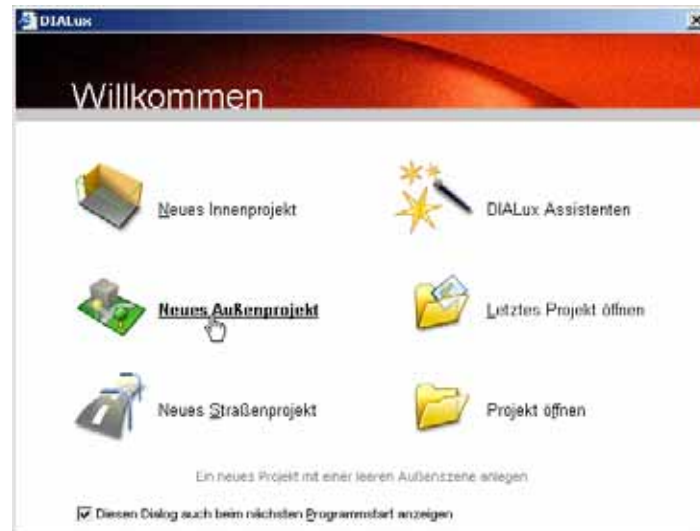 DIALux
Willkommen
Neues Innenprojekt
DIALux Assistenten
Neues Außenprojekt
Letztes Projekt öffnen
Neues Straßenprojekt
Projekt öffnen
Ein neues Projekt mit einer leeren Außenszene anlegen
Diesen Dialog auch beim nächsten Programmstart anzeigen